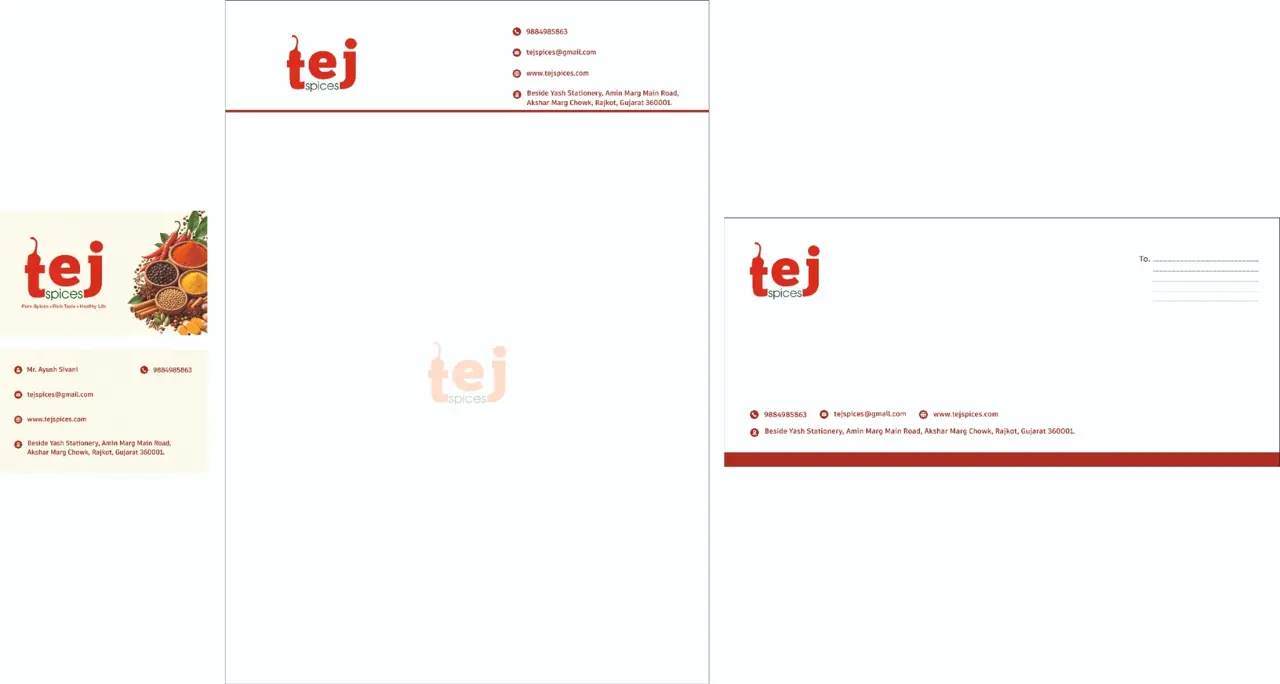 tej
spices
Pure Spices • Rich Taste • Healthy Life
Mr. Ayush Sivani
9884985863
tejspices@gmail.com
www.tejspices.com
Beside Yash Stationery, Amin Marg Main Road,
Akshar Marg Chowk, Rajkot, Gujarat 360001.
tej
spices
9884985863
tejspices@gmail.com
www.tejspices.com
Beside Yash Stationery, Amin Marg Main Road,
Akshar Marg Chowk, Rajkot, Gujarat 360001.
tej
spices
tej
spices
To.
9884985863 tejspices@gmail.com www.tejspices.com
Beside Yash Stationery, Amin Marg Main Road, Akshar Marg Chowk, Rajkot, Gujarat 360001.